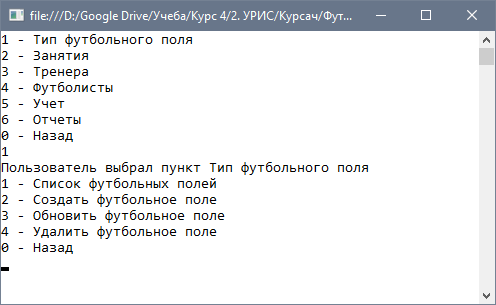 file:///D:/Google Drive/Учеба/Курс 4/2. УРИС/Курсач/Фут...
1 - Тип футбольного поля
2 - Занятия
3 - Тренера
4 - Футболисты
5 - Учет
6 - Отчеты
0 - Назад
1
Пользователь выбрал пункт Тип футбольного поля
1 - Список футбольных полей
2 - Создать футбольное поле
3 - Обновить футбольное поле
4 - Удалить футбольное поле
0 - Назад